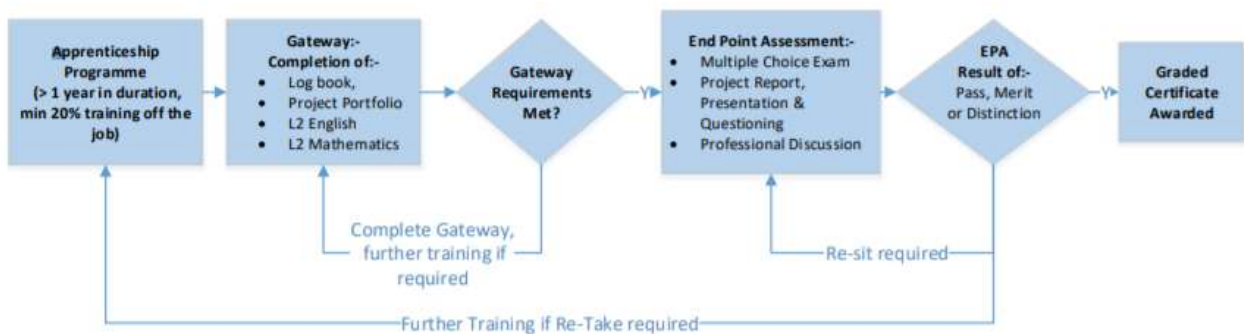 Apprenticeship
Programme
(> 1 year in duration,
min 20% training off the
job)
Gateway:-
Completion of:-
• Log book,
• Project Portfolio
• L2 English
• L2 Mathematics
Gateway
Requirements
Met?
Y
End Point Assessment:-
• Multiple Choice Exam
• Project Report,
Presentation &
Questioning
• Professional Discussion
EPA
Result of:-
Pass, Merit
or Distinction
Y
Graded
Certificate
Awarded
Complete Gateway,
further training if
required
Re-sit required
Further Training if Re-Take required